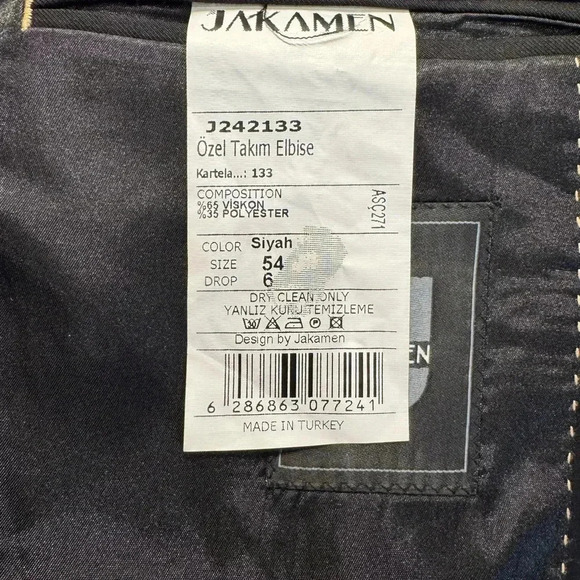 JAKAMEN
J242133
Özel Takım Elbise
Kartela...: 133
COMPOSITION
%65 VİSKON
%35 POLYESTER
ASÇ271
COLOR Siyah
SIZE 54
DROP 6
DRY CLEAN ONLY
YANLIZ KURU TEMİZLEME
Design by Jakamen
6 286863 077241
MADE IN TURKEY
EN